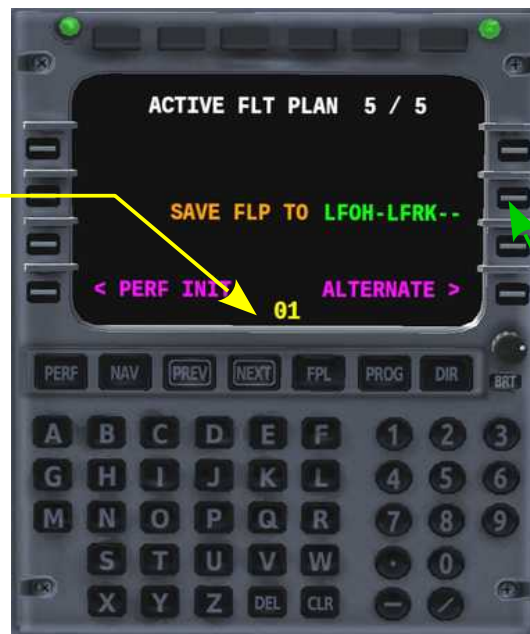 ACTIVE FLT PLAN 5 / 5
SAVE FLP TO LFOH-LFRK--
< PERF INIT ALTERNATE >
01
PERF NAV PREV NEXT FPL PROG DIR BRT
A B C D E F 1 2 3
G H I J K L 4 5 6
M N O P Q R 7 8 9
S T U V W · 0
X Y Z DEL CLR - /